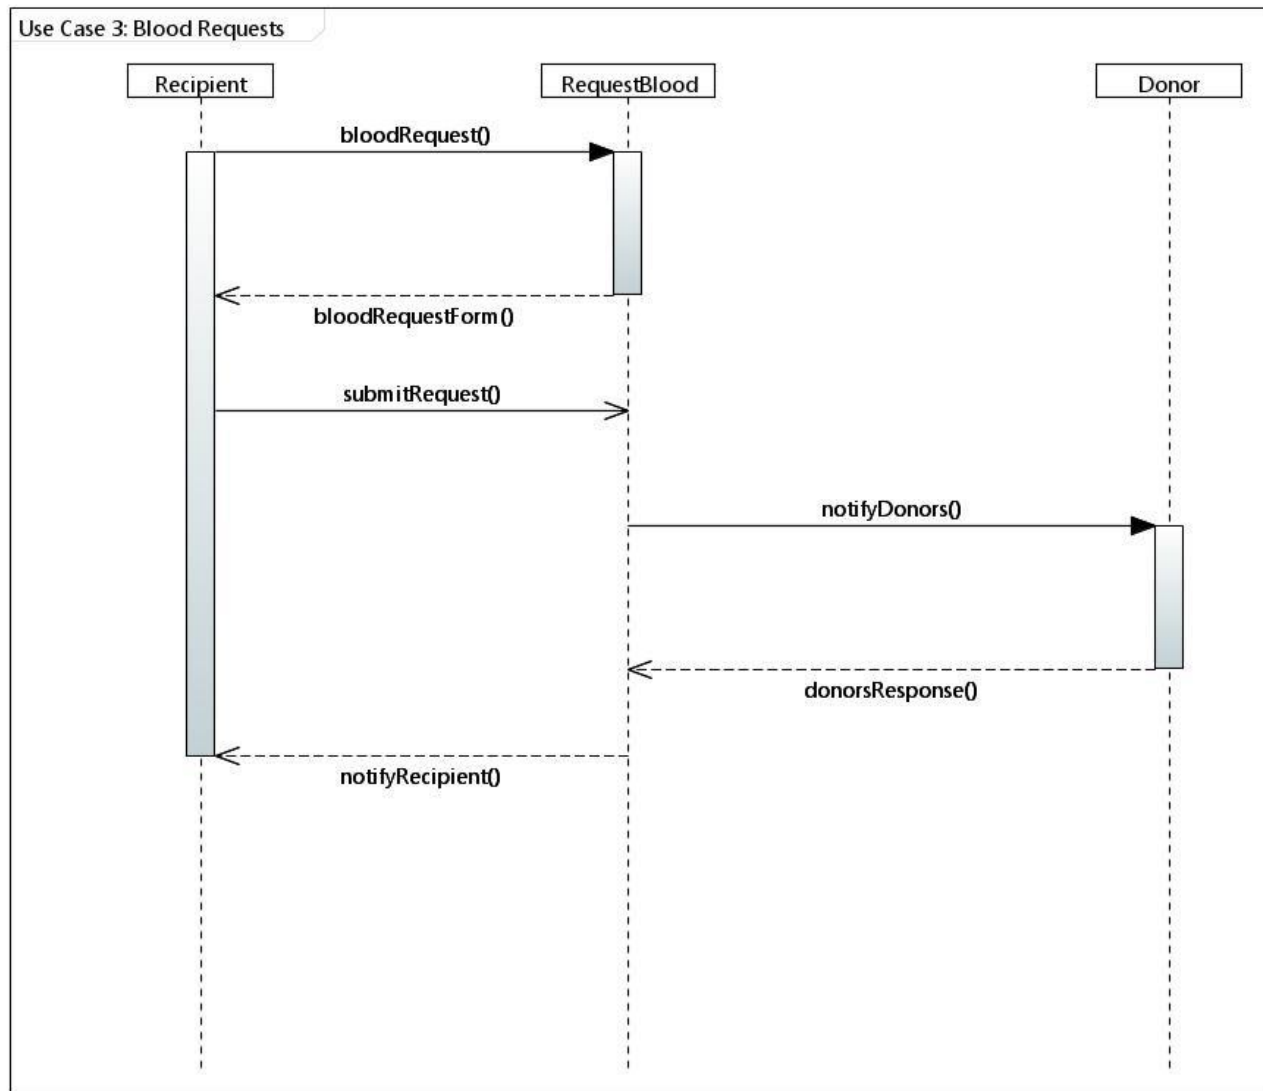 Use Case 3: Blood Requests
Recipient
RequestBlood
Donor
bloodRequest()
bloodRequestForm()
submitRequest()
notifyDonors()
donorsResponse()
notifyRecipient()